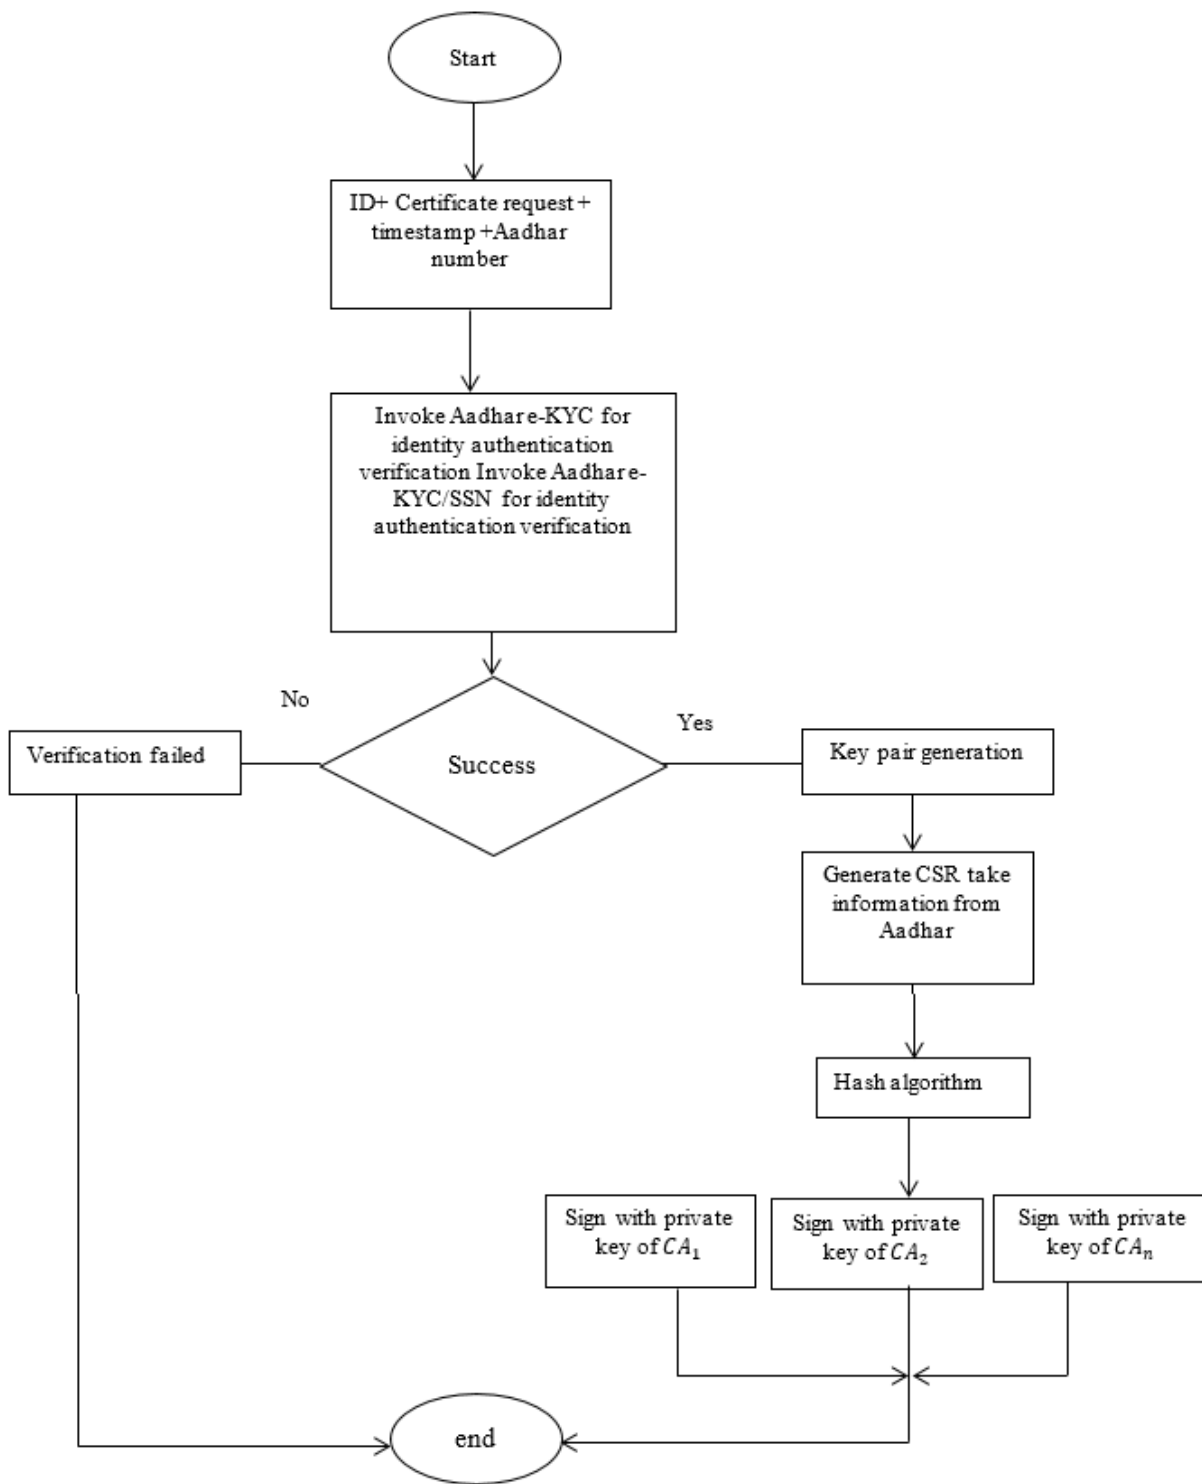 Start
ID+ Certificate request +
timestamp +Aadhar
number
Invoke Aadhar e-KYC for
identity authentication
verification Invoke Aadhar e-
KYC/SSN for identity
authentication verification
No
Yes
Verification failed
Success
Key pair generation
Generate CSR take
information from
Aadhar
Hash algorithm
Sign with private
key of CA₁
Sign with private
key of CA₂
Sign with private
key of CAₙ
end